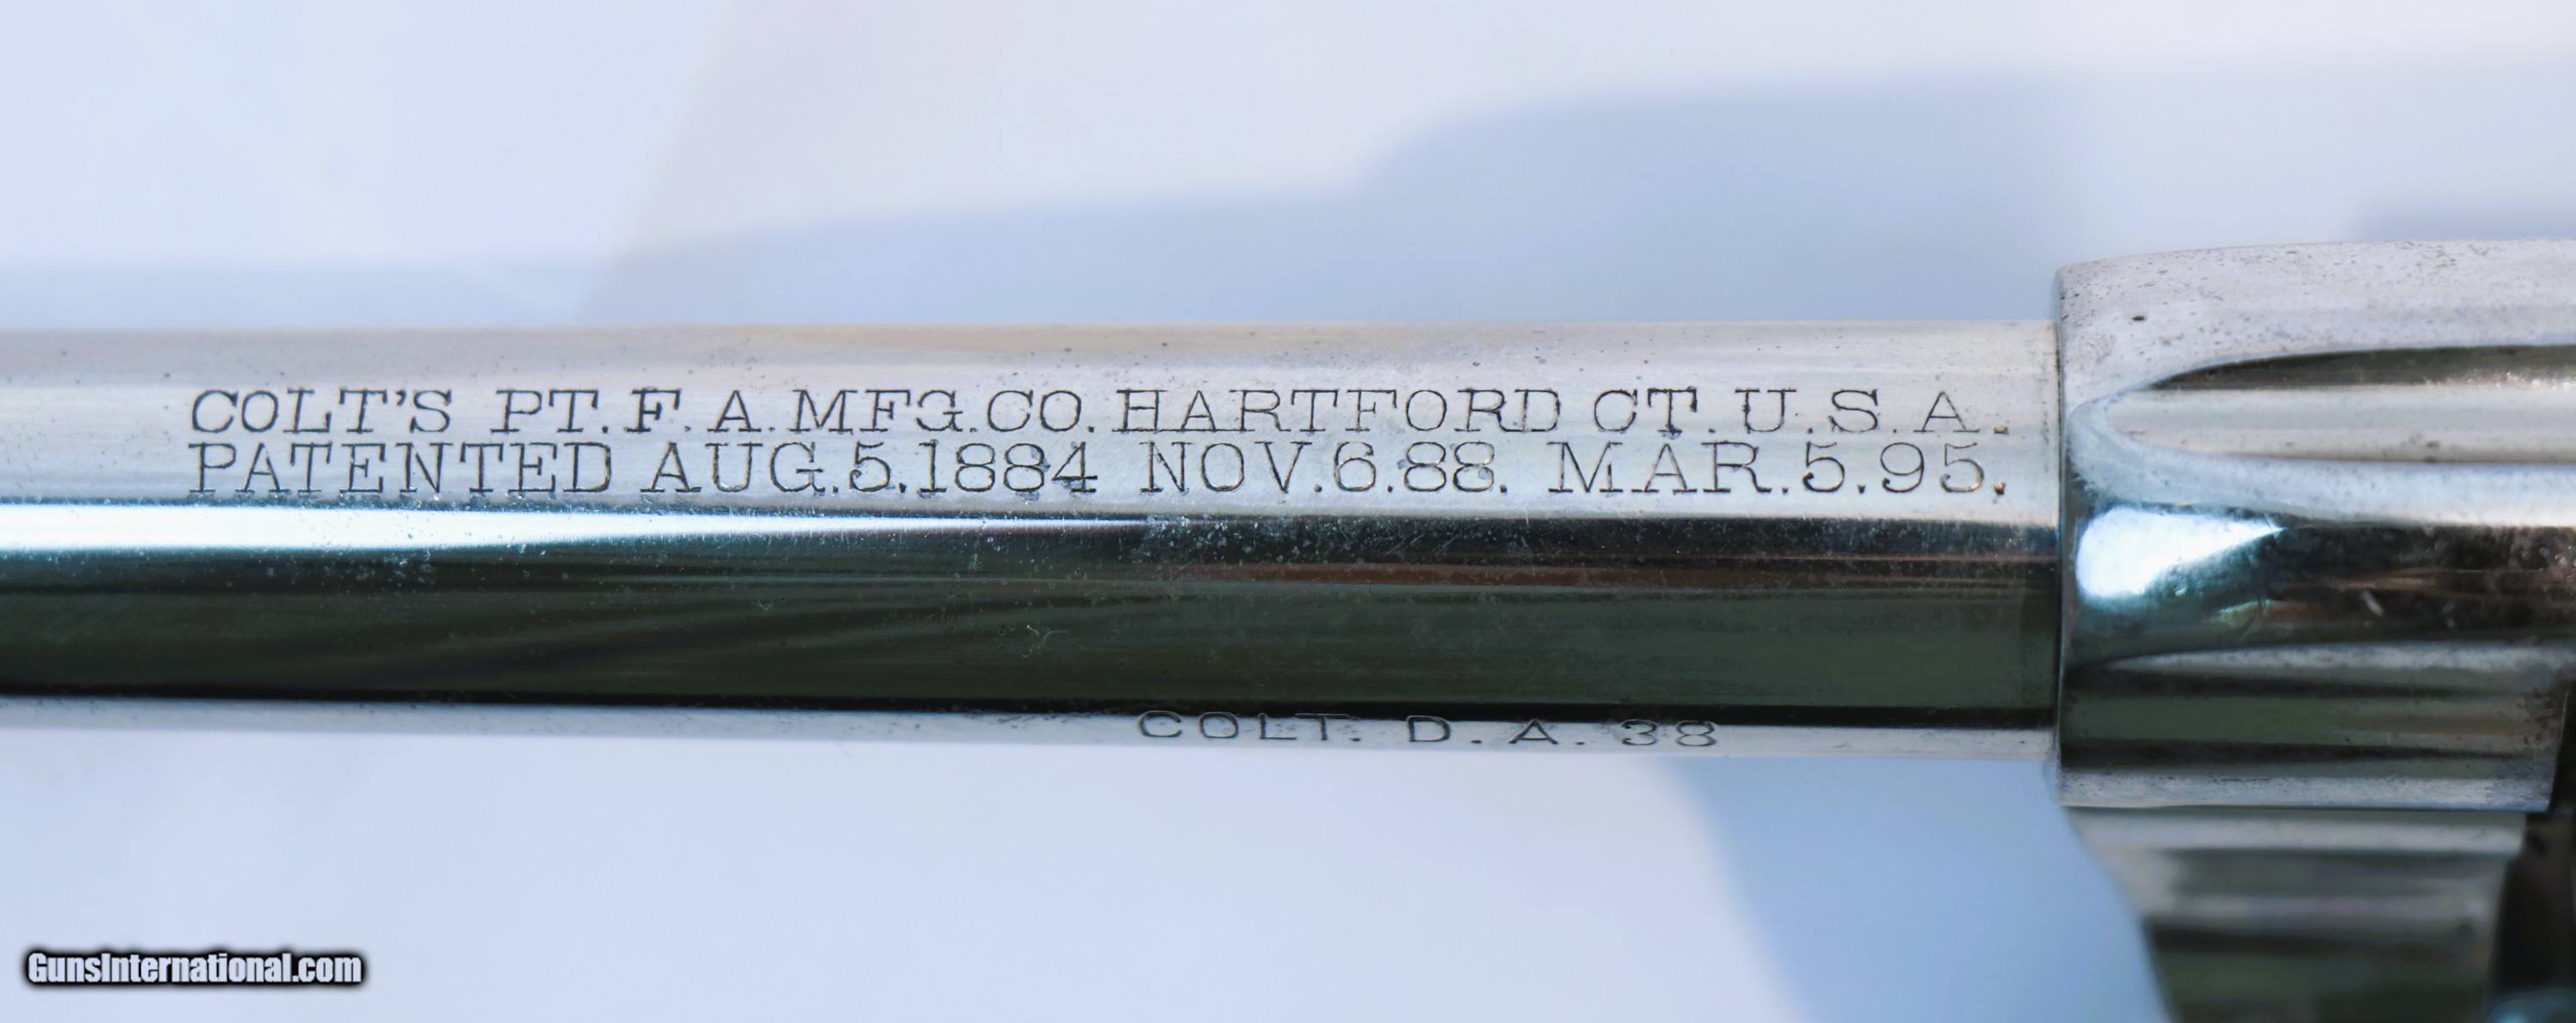 COLT'S PT. F. A. MFG. CO. HARTFORD CT. U.S.A.
PATENTED AUG. 5. 1884 NOV. 6. 88. MAR. 5. 95.
COLT. D. A. 38
GunsInternational.com